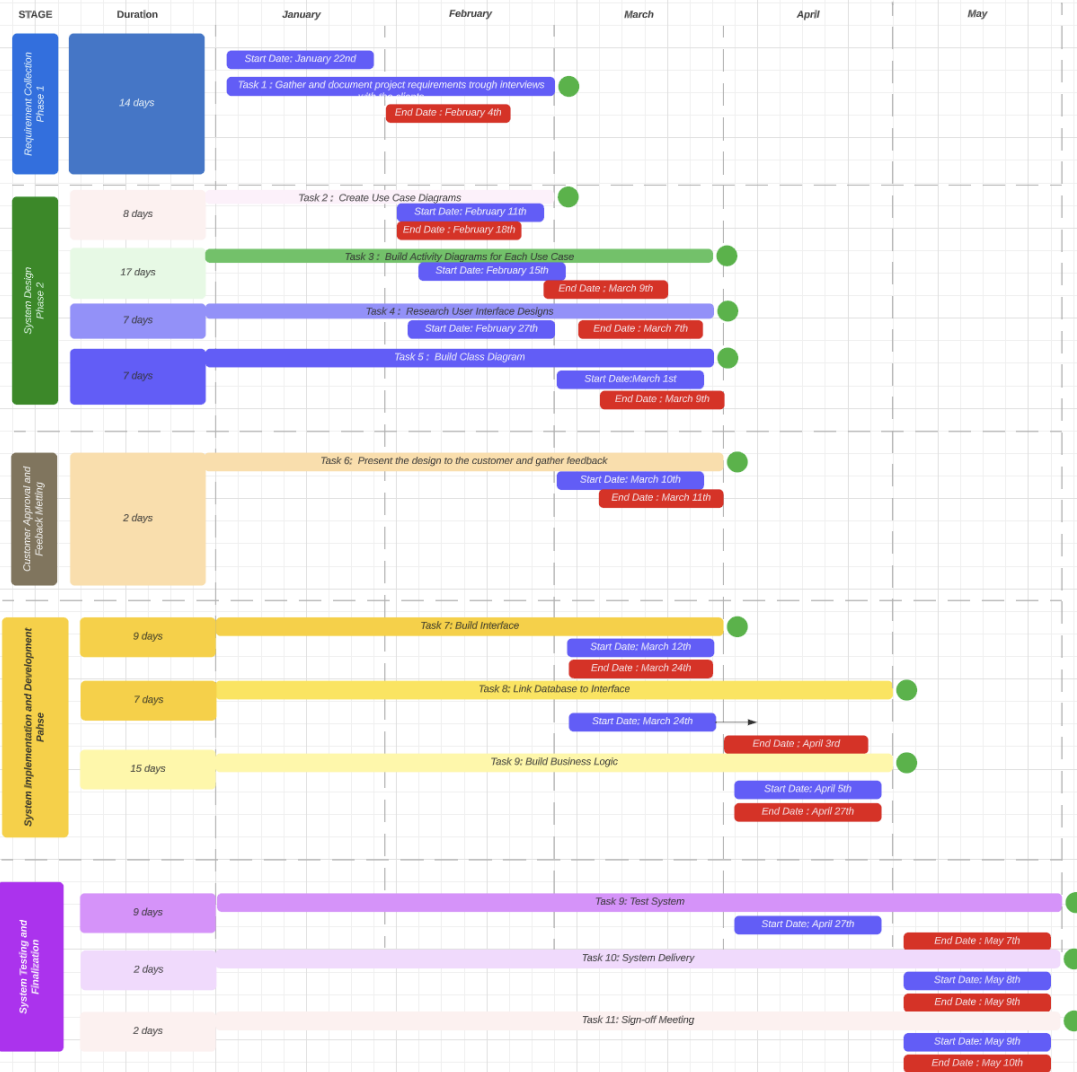 STAGE Duration January February March April May
Requirement Collection
Phase 1
14 days
Start Date: January 22nd
Task 1 : Gather and document project requirements trough interviews
with the clients
End Date : February 4th
System Design
Phase 2
8 days
Task 2 : Create Use Case Diagrams
Start Date: February 11th
End Date : February 18th
17 days
Task 3 : Build Activity Diagrams for Each Use Case
Start Date: February 15th
End Date : March 9th
7 days
Task 4 : Research User Interface Designs
Start Date: February 27th
End Date : March 7th
7 days
Task 5 : Build Class Diagram
Start Date:March 1st
End Date : March 9th
Customer Approval and
Feeback Metting
2 days
Task 6; Present the design to the customer and gather feedback
Start Date: March 10th
End Date : March 11th
System Implementation and Development
Pahse
9 days
Task 7: Build Interface
Start Date: March 12th
End Date : March 24th
7 days
Task 8: Link Database to Interface
Start Date; March 24th
End Date : April 3rd
15 days
Task 9; Build Business Logic
Start Date: April 5th
End Date : April 27th
System Testing and
Finalization
9 days
Task 9: Test System
Start Date; April 27th
End Date : May 7th
2 days
Task 10: System Delivery
Start Date; May 8th
End Date : May 9th
2 days
Task 11: Sign-off Meeting
Start Date: May 9th
End Date : May 10th